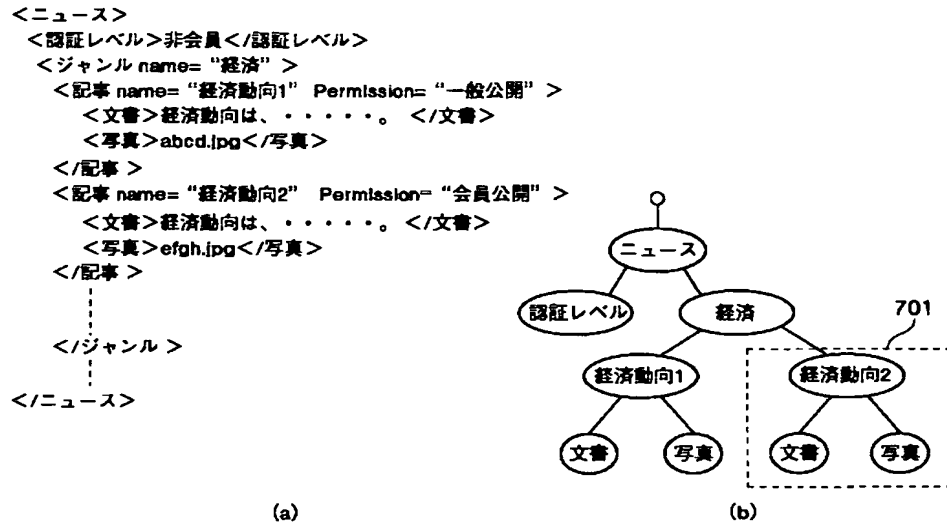 <ニュース>
<認証レベル>非会員</認証レベル>
<ジャンル name= “経済” >
<記事 name= “経済動向1” Permission= “一般公開” >
<文書>経済動向は、・・・・・。 </文書>
<写真>abcd.jpg</写真>
</記事 >
<記事 name= “経済動向2” Permission= “会員公開” >
<文書>経済動向は、・・・・・。 </文書>
<写真>efgh.jpg</写真>
</記事 >
</ジャンル >
</ニュース>
(a)
ニュース
認証レベル 経済
701
経済動向1 経済動向2
文書 写真 文書 写真
(b)